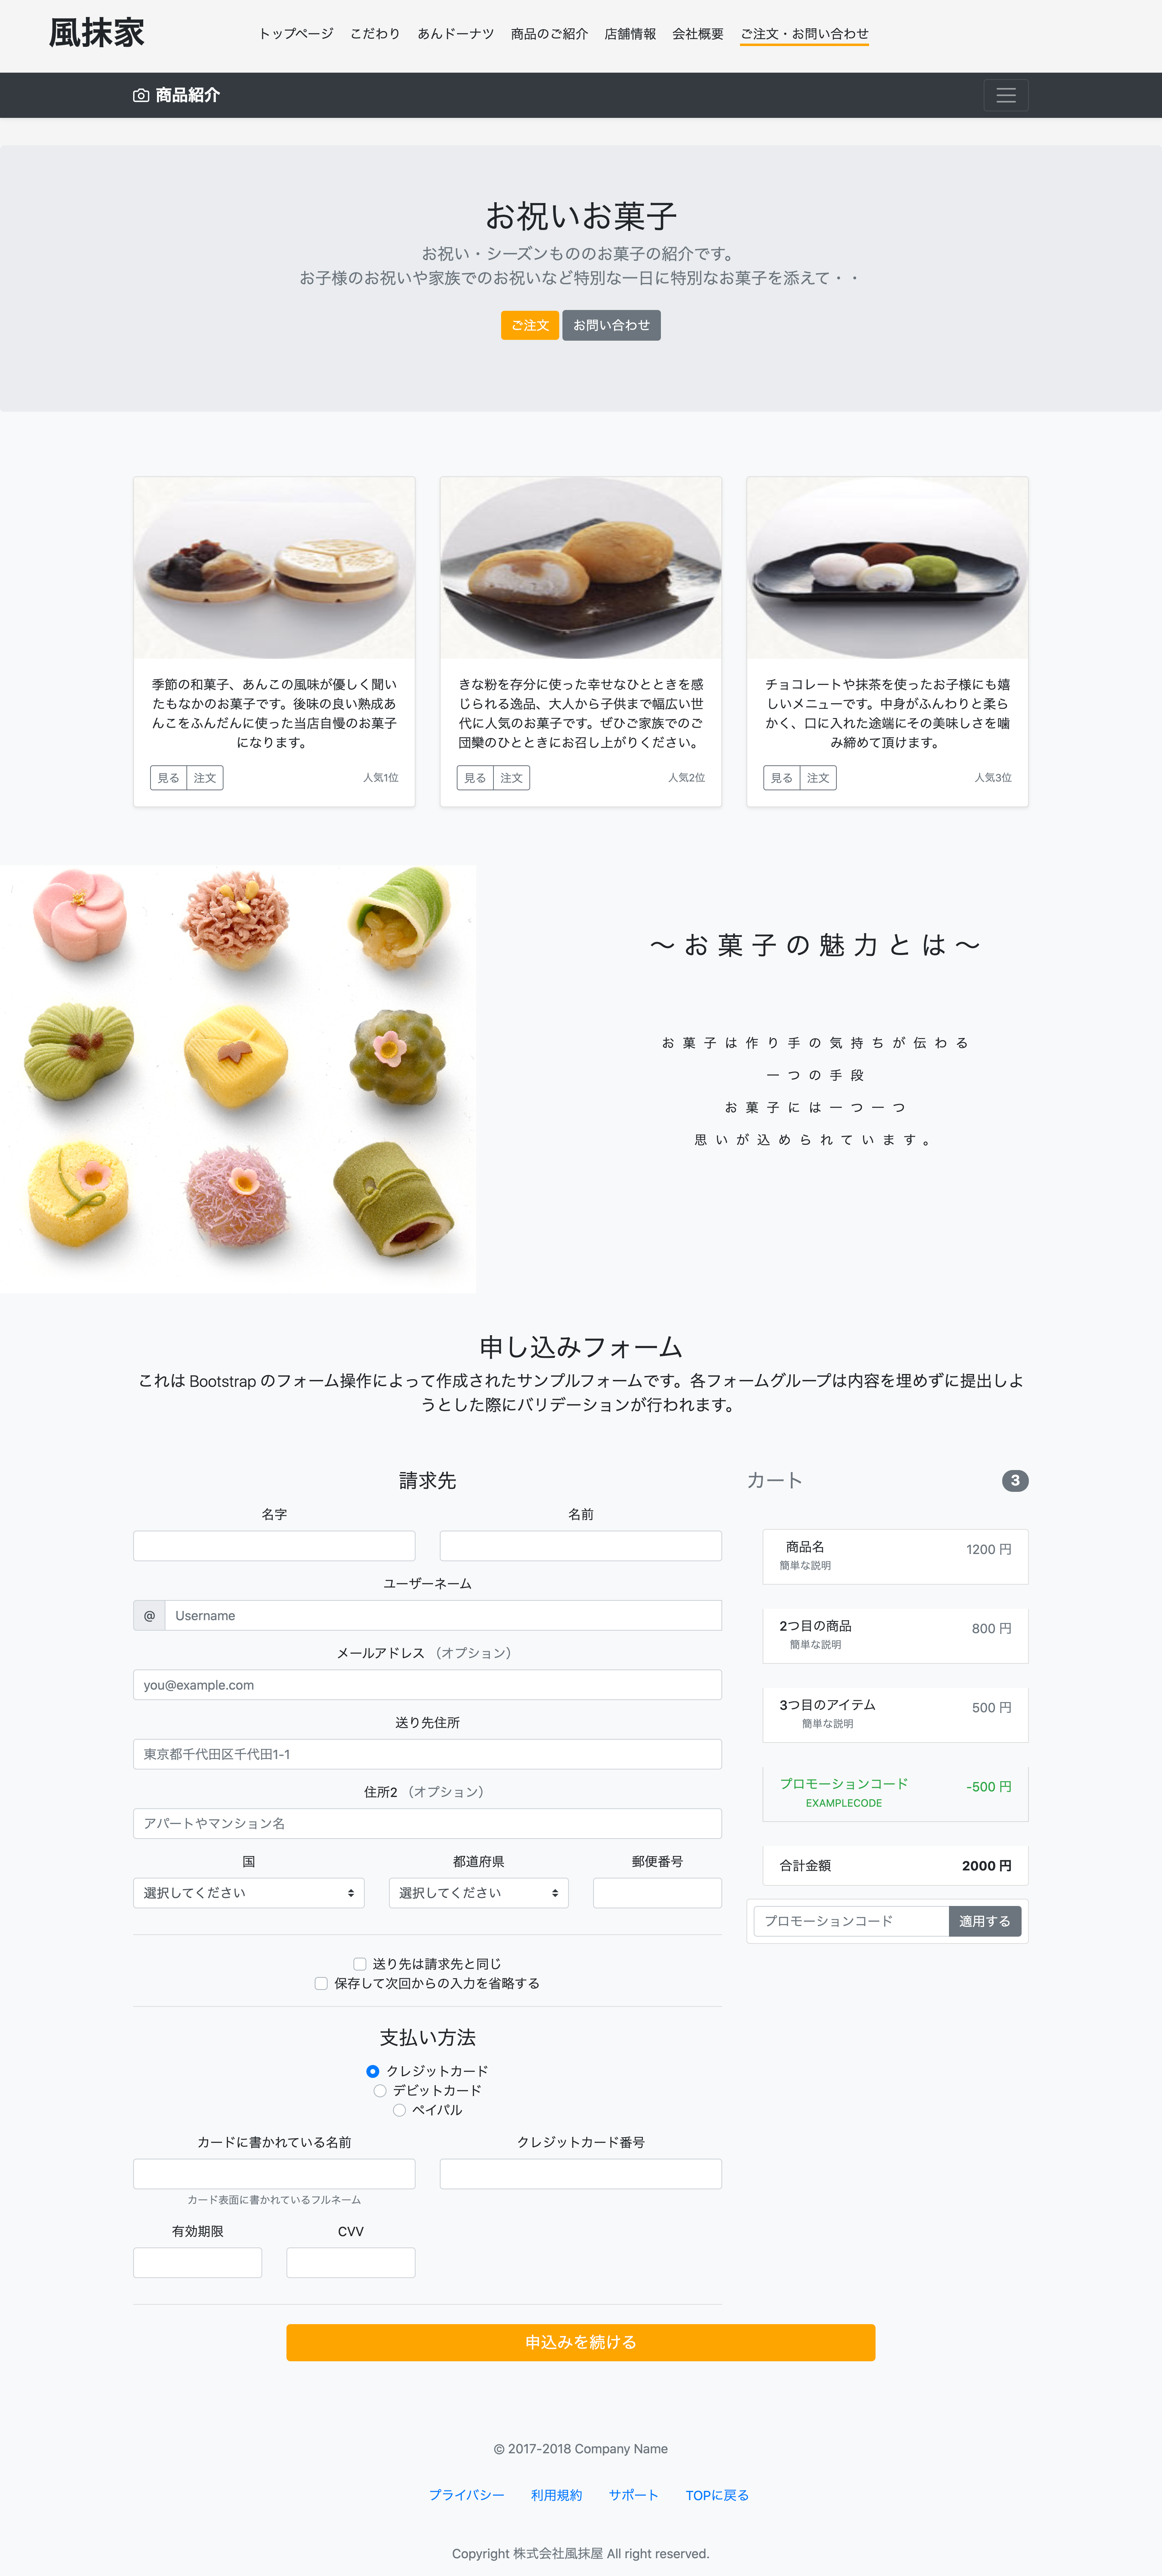 風抹家
トップページ こだわり あんドーナツ 商品のご紹介 店舗情報 会社概要 ご注文・お問い合わせ
商品紹介
お祝いお菓子
お祝い・シーズンもののお菓子の紹介です。
お子様のお祝いや家族でのお祝いなど特別な一日に特別なお菓子を添えて・・
ご注文 お問い合わせ
季節の和菓子、あんこの風味が優しく聞い
たもなかのお菓子です。後味の良い熟成あ
んこをふんだんに使った当店自慢のお菓子
になります。
見る 注文 人気1位
きな粉を存分に使った幸せなひとときを感
じられる逸品、大人から子供まで幅広い世
代に人気のお菓子です。ぜひご家族でのご
団欒のひとときにお召し上がりください。
見る 注文 人気2位
チョコレートや抹茶を使ったお子様にも嬉
しいメニューです。中身がふんわりと柔ら
かく、口に入れた途端にその美味しさを噛
み締めて頂けます。
見る 注文 人気3位
〜お菓子の魅力とは〜
お菓子は作り手の気持ちが伝わる
一つの手段
お菓子には一つ一つ
思いが込められています。
申し込みフォーム
これは Bootstrap のフォーム操作によって作成されたサンプルフォームです。各フォームグループは内容を埋めずに提出しよ
うとした際にバリデーションが行われます。
請求先
名字 名前
ユーザーネーム
@ Username
メールアドレス （オプション）
you@example.com
送り先住所
東京都千代田区千代田1-1
住所2 （オプション）
アパートやマンション名
国 都道府県 郵便番号
選択してください 選択してください
送り先は請求先と同じ
保存して次回からの入力を省略する
支払い方法
クレジットカード
デビットカード
ペイパル
カードに書かれている名前 クレジットカード番号
カード表面に書かれているフルネーム
有効期限 CVV
カート 3
商品名 1200 円
簡単な説明
2つ目の商品 800 円
簡単な説明
3つ目のアイテム 500 円
簡単な説明
プロモーションコード -500 円
EXAMPLECODE
合計金額 2000 円
プロモーションコード 適用する
申込みを続ける
© 2017-2018 Company Name
プライバシー 利用規約 サポート TOPに戻る
Copyright 株式会社風抹屋 All right reserved.